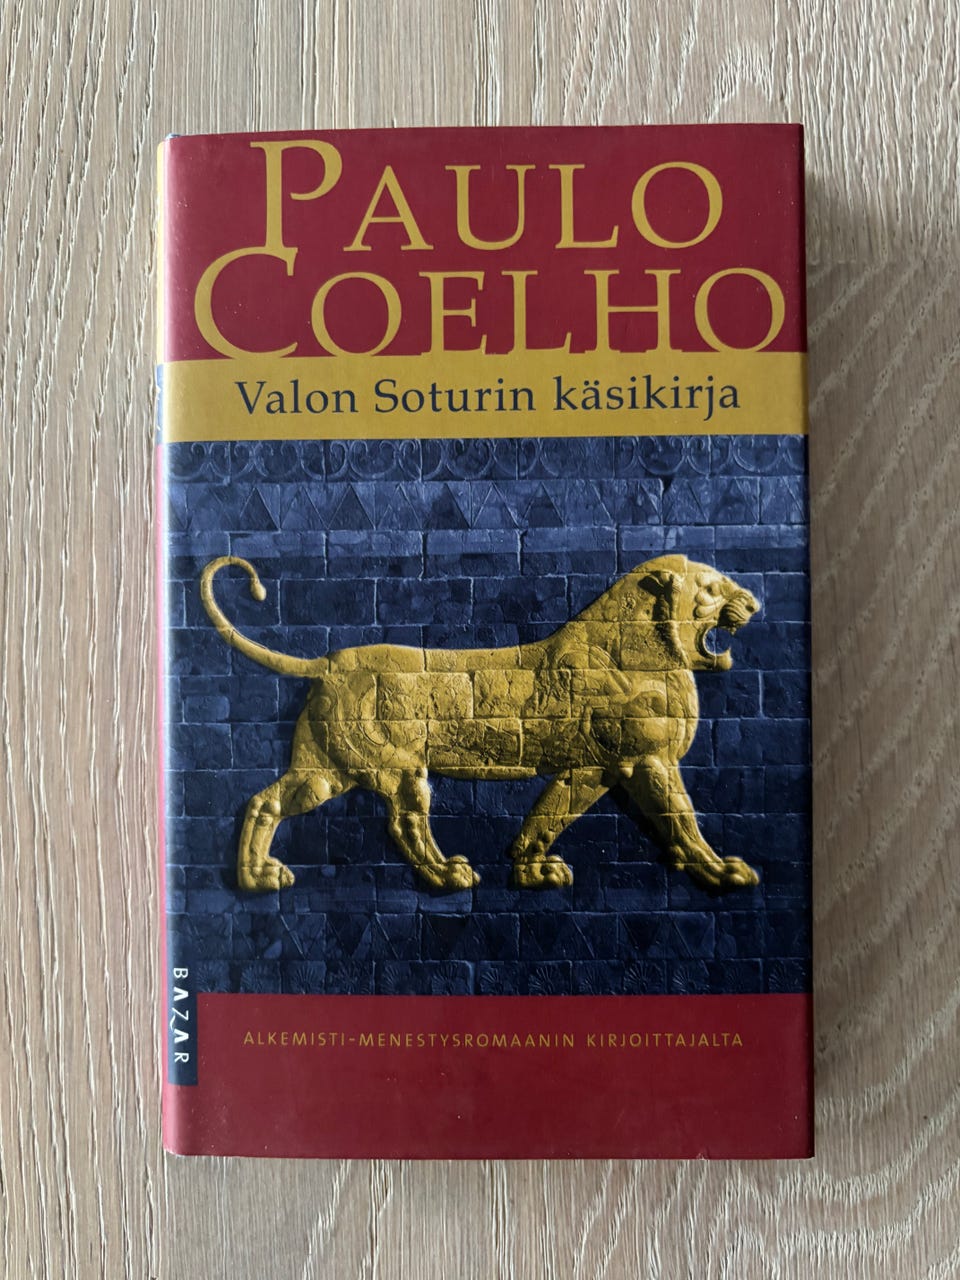 PAULO
COELHO
Valon Soturin käsikirja
BAZAR
ALKEMISTI-MENESTYSROMAANIN KIRJOITTAJALTA